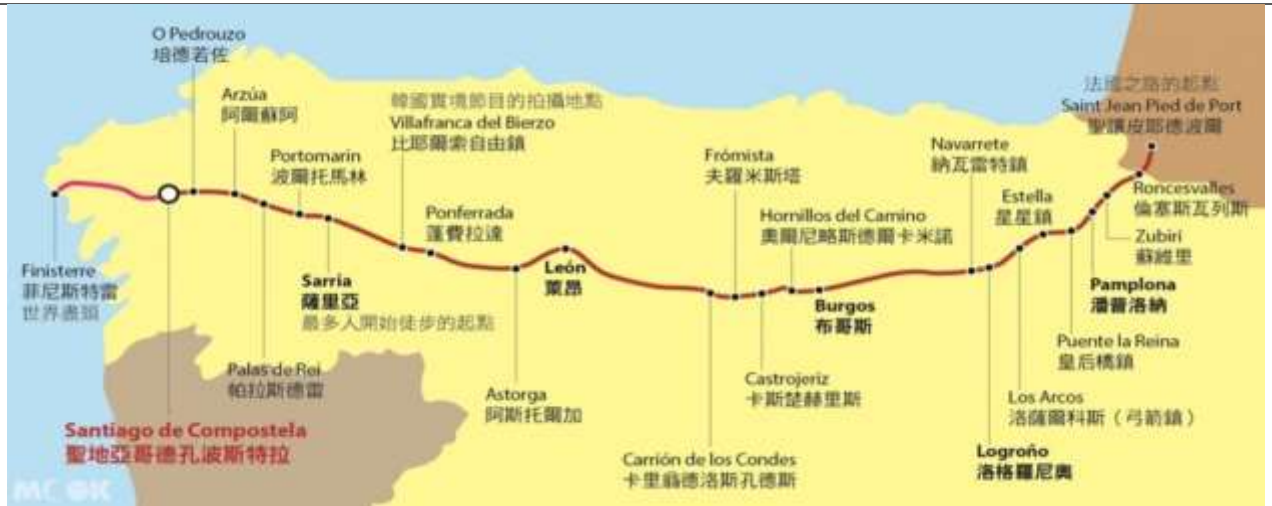 O Pedrouzo
培德若佐
Arzúa
阿爾蘇阿
Portomarin
波爾托馬林
韓國實境節目的拍攝地點
Villafranca del Bierzo
比耶爾索自由鎮
Ponferrada
蓬費拉達
Frómista
夫羅米斯塔
Hornillos del Camino
奧爾尼略斯德爾卡米諾
Navarrete
納瓦雷特鎮
Estella
星星鎮
法國之路的起點
Saint Jean Pied de Port
聖讓皮耶德波爾
Roncesvalles
倫塞斯瓦列斯
Zubiri
蘇維里
Pamplona
潘普洛納
Puente la Reina
皇后橋鎮
Los Arcos
洛薩爾科斯（弓箭鎮）
Logroño
洛格羅尼奧
Burgos
布哥斯
Castrojeriz
卡斯楚赫里斯
Carrión de los Condes
卡里翁德洛斯孔德斯
León
萊昂
Astorga
阿斯托爾加
Sarria
薩里亞
最多人開始徒步的起點
Palas de Rei
帕拉斯德雷
Santiago de Compostela
聖地亞哥德孔波斯特拉
Finisterre
菲尼斯特雷
世界盡頭